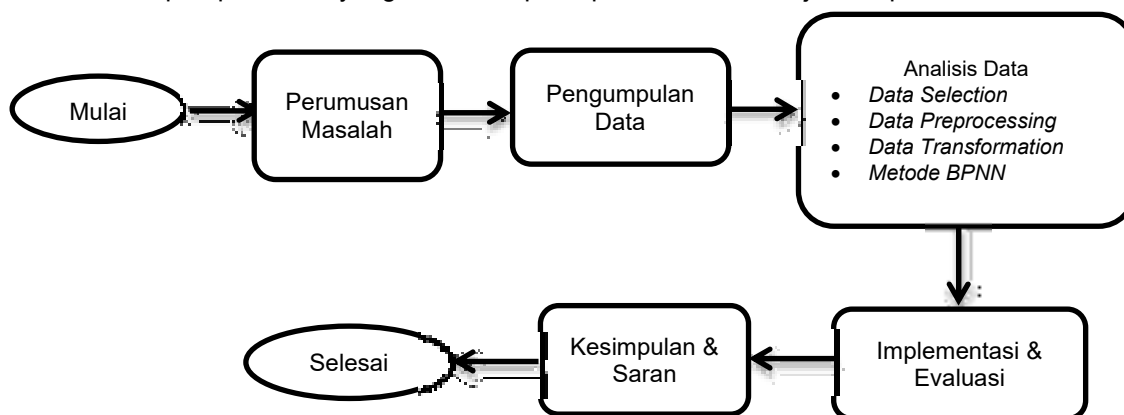 Mulai
Perumusan
Masalah
Pengumpulan
Data
Analisis Data
• Data Selection
• Data Preprocessing
• Data Transformation
• Metode BPNN
Implementasi &
Evaluasi
Kesimpulan &
Saran
Selesai